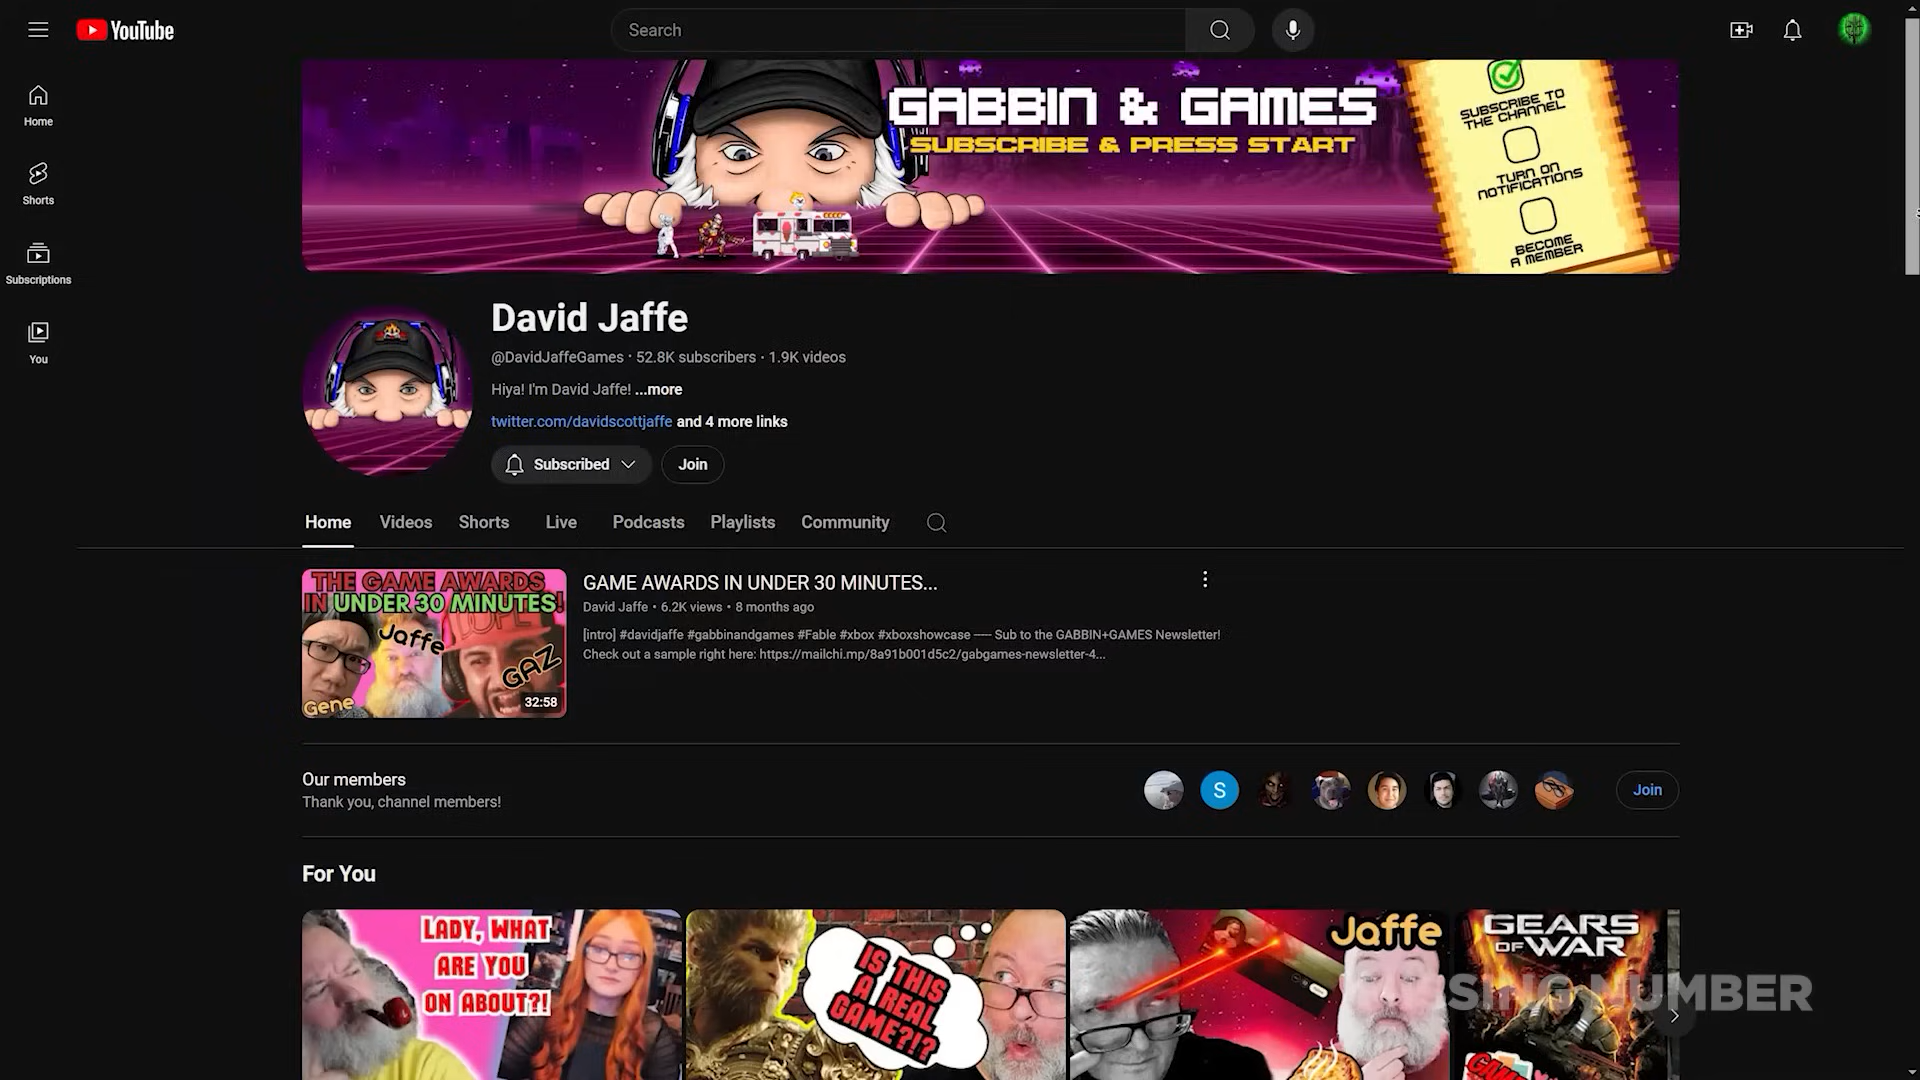 YouTube
Search
Home
Shorts
Subscriptions
You
GABBIN & GAMES
SUBSCRIBE & PRESS START
SUBSCRIBE TO
THE CHANNEL
TURN ON
NOTIFICATIONS
BECOME
A MEMBER
David Jaffe
@DavidJaffeGames · 52.8K subscribers · 1.9K videos
Hiya! I'm David Jaffe! ...more
twitter.com/davidscottjaffe and 4 more links
Subscribed
Join
Home Videos Shorts Live Podcasts Playlists Community
THE GAME AWARDS
IN UNDER 30 MINUTES!
Jaffe
DOPE
GAZ
Gene
32:58
GAME AWARDS IN UNDER 30 MINUTES...
David Jaffe • 6.2K views • 8 months ago
[intro] #davidjaffe #gabbinandgames #Fable #xbox #xboxshowcase ----- Sub to the GABBIN+GAMES Newsletter!
Check out a sample right here: https://mailchi.mp/8a91b001d5c2/gabgames-newsletter-4...
Our members
Thank you, channel members!
S
Join
For You
LADY, WHAT
ARE YOU
ON ABOUT?!
IS THIS
A REAL
GAME?!?
Jaffe
GEARS
OF WAR
SING NUMBER